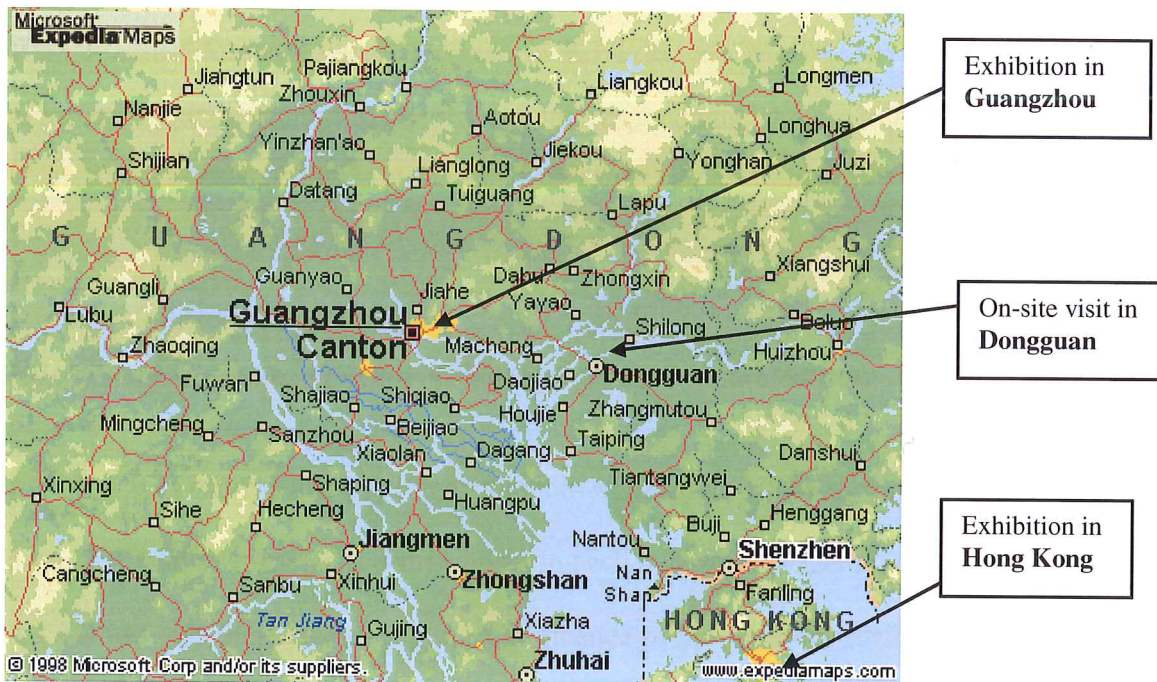 Microsoft
Expedia Maps
Jiangtun
Pajiangkou
Zhouxin
Liangkou
Longmen
Nanjie
Aotou
Longhua
Yinzhan'ao
Shijian
Lianglong
Jiekou
Yonghan
Juzi
Datang
Tuiguang
Lapu
G U A N G D O N G
Guanyao
Dabu
Zhongxin
Xiangshui
Guangli
Jiahe
Yayao
Lubu
Guangzhou
Shilong
Boluo
Canton
Machong
Huizhou
Zhaoqing
Daojiao
Dongguan
Fuwan
Shajiao
Shiqiao
Houjie
Zhangmutou
Mingcheng
Sanzhou
Beijiao
Taiping
Xiaolan
Dagang
Danshui
Xinxing
Shaping
Huangpu
Tiantangwei
Sihe
Hecheng
Buji
Henggang
Jiangmen
Nantou
Shenzhen
Cangcheng
Xinhui
Zhongshan
Nan
Shan
Fanling
Sanbu
Tan Jiang
Gujing
Xiazha
HONG KONG
Zhuhai
© 1998 Microsoft Corp and/or its suppliers.
www.expediamaps.com
Exhibition in
Guangzhou
On-site visit in
Dongguan
Exhibition in
Hong Kong